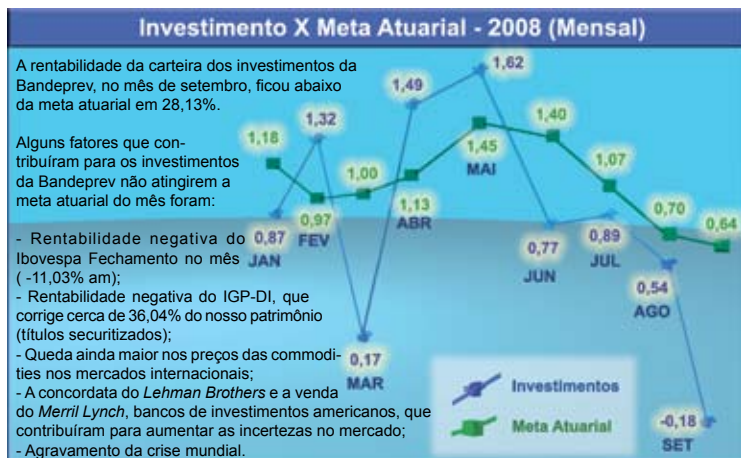 Investimento X Meta Atuarial - 2008 (Mensal)
A rentabilidade da carteira dos investimentos da
Bandeprev, no mês de setembro, ficou abaixo
da meta atuarial em 28,13%.
Alguns fatores que con-
tribuíram para os investimentos
da Bandeprev não atingirem a
meta atuarial do mês foram:
- Rentabilidade negativa do
Ibovespa Fechamento no mês
( -11,03% am);
- Rentabilidade negativa do IGP-DI, que
corrige cerca de 36,04% do nosso patrimônio
(títulos securitizados);
- Queda ainda maior nos preços das commodi-
ties nos mercados internacionais;
- A concordata do Lehman Brothers e a venda
do Merril Lynch, bancos de investimentos americanos, que
contribuíram para aumentar as incertezas no mercado;
- Agravamento da crise mundial.
1,18
0,87
JAN
1,32
0,97
FEV
1,00
0,17
MAR
1,49
1,13
ABR
1,62
1,45
MAI
1,40
0,77
JUN
1,07
0,89
JUL
0,70
0,54
AGO
0,64
-0,18
SET
Investimentos
Meta Atuarial